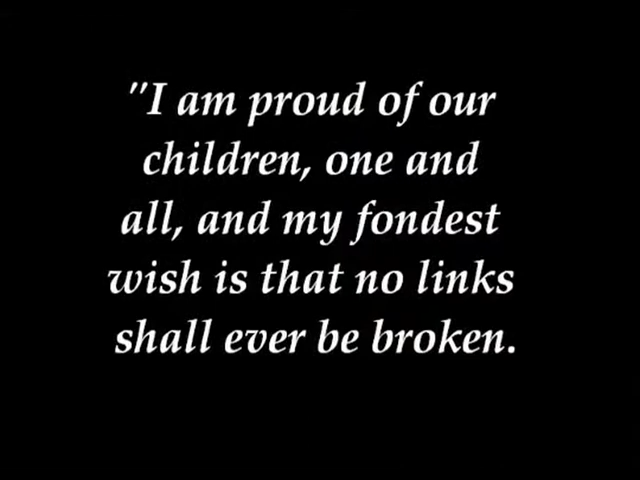 "I am proud of our
children, one and
all, and my fondest
wish is that no links
shall ever be broken.